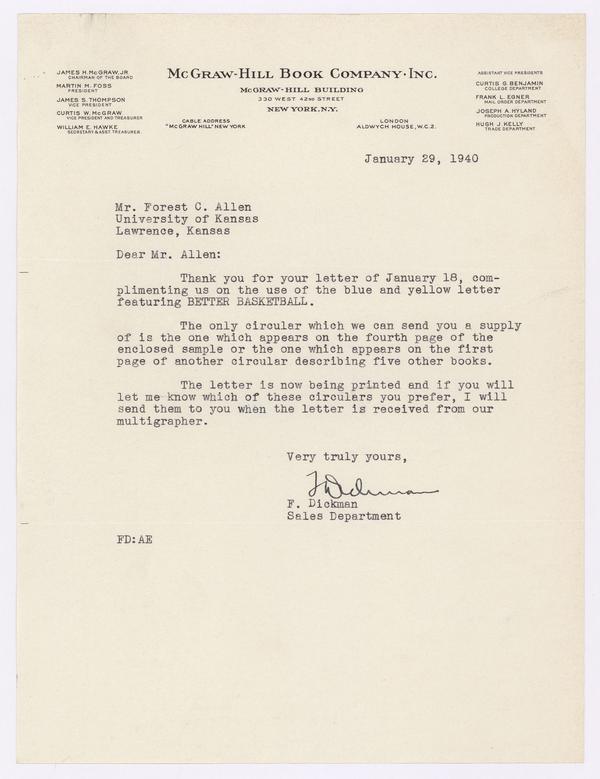 McGraw-Hill Book Company·Inc.
McGRAW-HILL BUILDING
330 WEST 42ND STREET
NEW YORK, N.Y.
JAMES H. McGRAW, JR.
CHAIRMAN OF THE BOARD
MARTIN M. FOSS
PRESIDENT
JAMES S. THOMPSON
VICE PRESIDENT
CURTIS W. McGRAW
VICE PRESIDENT AND TREASURER
WILLIAM E. HAWKE
SECRETARY & ASST. TREASURER
CABLE ADDRESS
"McGRAW HILL" NEW YORK
LONDON
ALDWYCH HOUSE, W.C.2.
ASSISTANT VICE PRESIDENTS
CURTIS G. BENJAMIN
COLLEGE DEPARTMENT
FRANK L. EGNER
MAIL ORDER DEPARTMENT
JOSEPH A. HYLAND
PRODUCTION DEPARTMENT
HUGH J. KELLY
TRADE DEPARTMENT
January 29, 1940
Mr. Forest C. Allen
University of Kansas
Lawrence, Kansas
Dear Mr. Allen:
Thank you for your letter of January 18, com-
plimenting us on the use of the blue and yellow letter
featuring BETTER BASKETBALL.
The only circular which we can send you a supply
of is the one which appears on the fourth page of the
enclosed sample or the one which appears on the first
page of another circular describing five other books.
The letter is now being printed and if you will
let me know which of these circulars you prefer, I will
send them to you when the letter is received from our
multigrapher.
Very truly yours,
F Dickman
F. Dickman
Sales Department
FD:AE